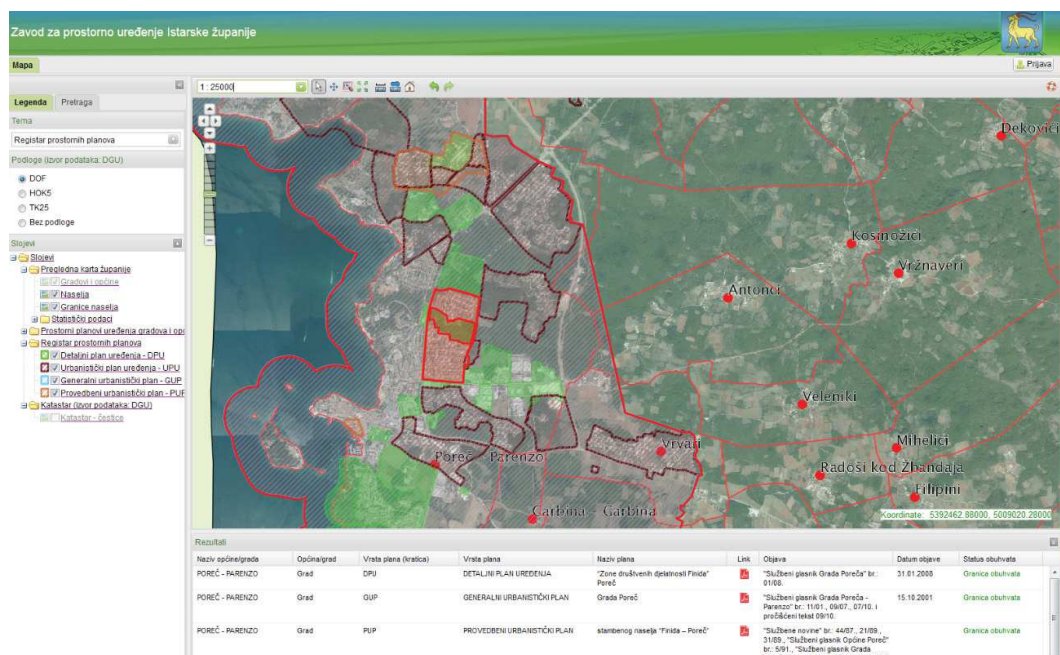 Zavod za prostorno uređenje Istarske županije
Mapa
Prijava
1 : 25000
Legenda
Pretraga
Tema
Registar prostornih planova
Podloge (izvor podataka: DGU)
DOF
HOK5
TK25
Bez podloge
Slojevi
Slojevi
Pregledna karta županije
Gradovi i općine
Naselja
Granice naselja
Statistički podaci
Prostorni planovi uređenja gradova i opć
Registar prostornih planova
Detaljni plan uređenja - DPU
Urbanistički plan uređenja - UPU
Generalni urbanistički plan - GUP
Provedbeni urbanistički plan - PUP
Katastar (izvor podataka: DGU)
Katastar - čestice
Dekovići
Kosinožići
Vržnaveri
Antonci
Veleniki
Mihelići
Vrvari
Radoši kod Žbandaja
Poreč - Parenzo
Filipini
Garbina - Garbina
Koordinate: 5392462.88000, 5009020.28000
Rezultati
Naziv općine/grada Općina/grad Vrsta plana (kratica) Vrsta plana Naziv plana Link Objava Datum objave Status obuhvata
POREČ - PARENZO Grad DPU DETALJNI PLAN UREĐENJA "Zone društvenih djelatnosti Finida" "Službeni glasnik Grada Poreča" br.: 31.01.2008 Granica obuhvata
Poreč 01/08.
POREČ - PARENZO Grad GUP GENERALNI URBANISTIČKI PLAN Grada Poreč "Službeni glasnik Grada Poreča - 15.10.2001 Granica obuhvata
Parenzo" br.: 11/01., 09/07., 07/10. i
pročišćeni tekst 09/10.
POREČ - PARENZO Grad PUP PROVEDBENI URBANISTIČKI PLAN stambenog naselja "Finida – Poreč" "Službene novine" br.: 44/87., 21/89., Granica obuhvata
31/89., "Službeni glasnik Općine Poreč"
br.: 5/91., "Službeni glasnik Grada